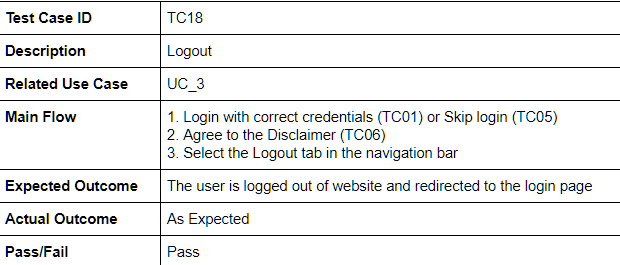 Test Case ID TC18
Description Logout
Related Use Case UC_3
Main Flow 1. Login with correct credentials (TC01) or Skip login (TC05)
2. Agree to the Disclaimer (TC06)
3. Select the Logout tab in the navigation bar
Expected Outcome The user is logged out of website and redirected to the login page
Actual Outcome As Expected
Pass/Fail Pass